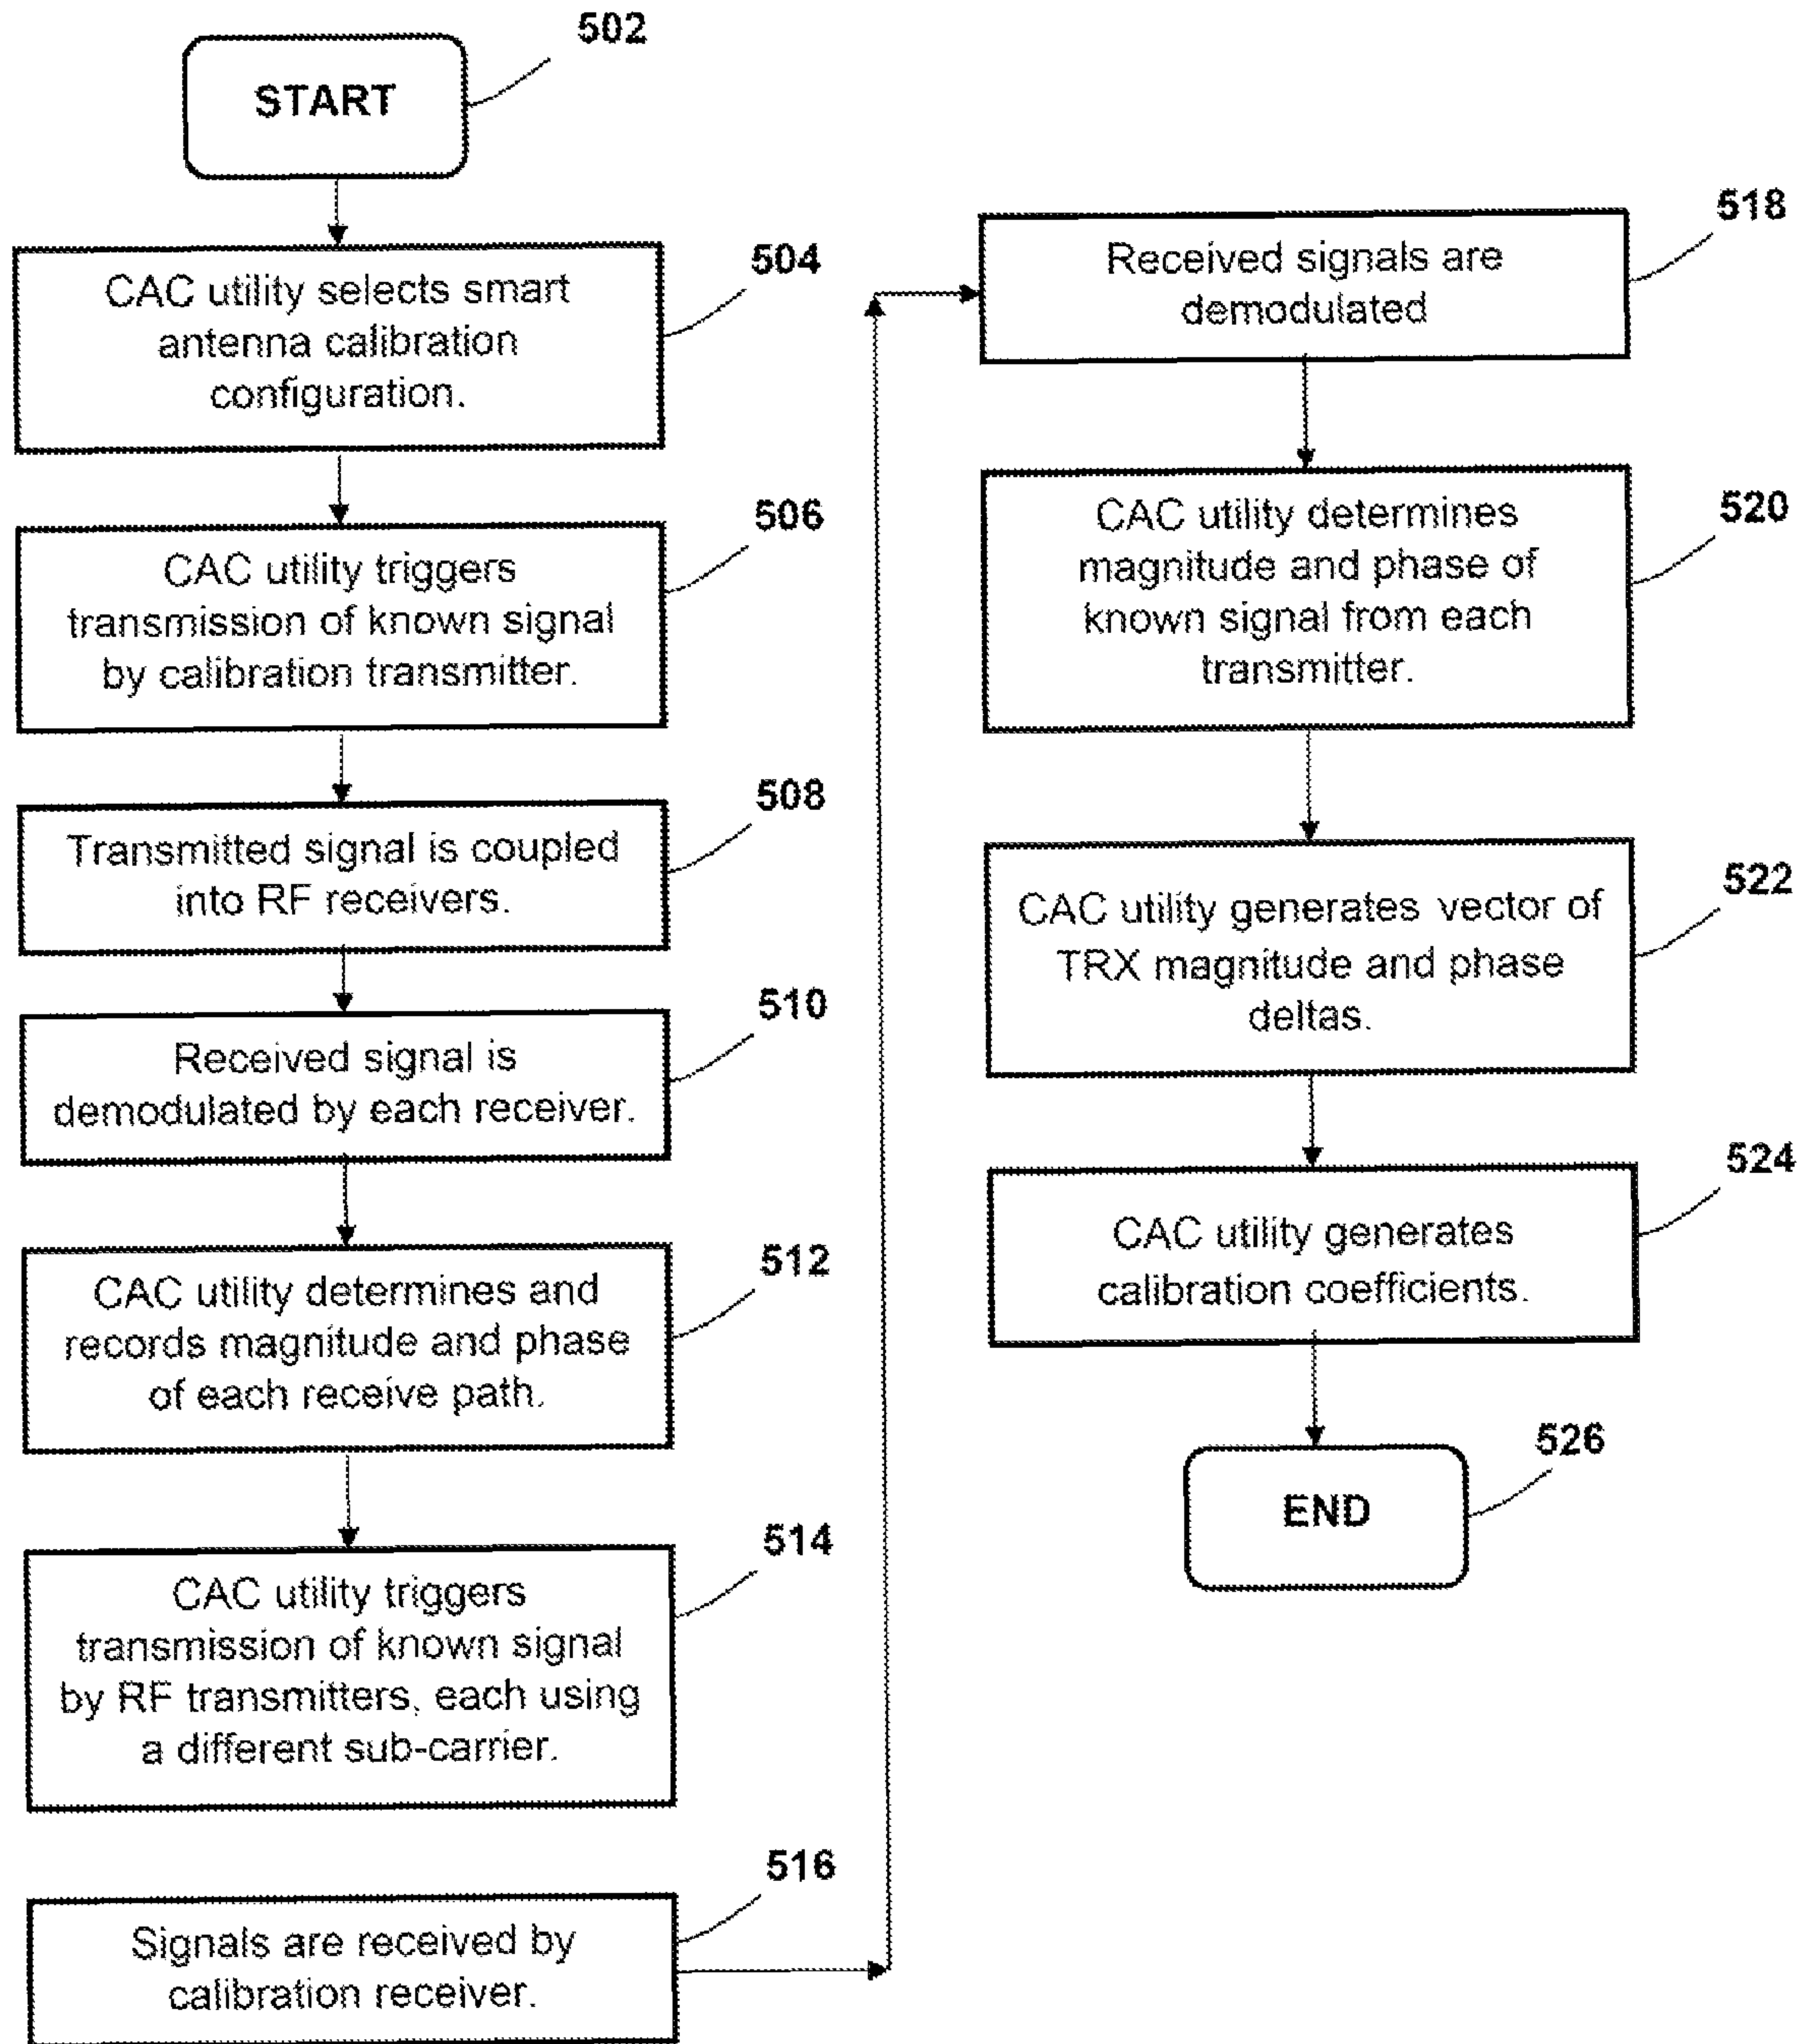 502
START
504
CAC utility selects smart
antenna calibration
configuration.
506
CAC utility triggers
transmission of known signal
by calibration transmitter.
508
Transmitted signal is coupled
into RF receivers.
510
Received signal is
demodulated by each receiver.
512
CAC utility determines and
records magnitude and phase
of each receive path.
514
CAC utility triggers
transmission of known signal
by RF transmitters, each using
a different sub-carrier.
516
Signals are received by
calibration receiver.
518
Received signals are
demodulated
520
CAC utility determines
magnitude and phase of
known signal from each
transmitter.
522
CAC utility generates vector of
TRX magnitude and phase
deltas.
524
CAC utility generates
calibration coefficients.
526
END